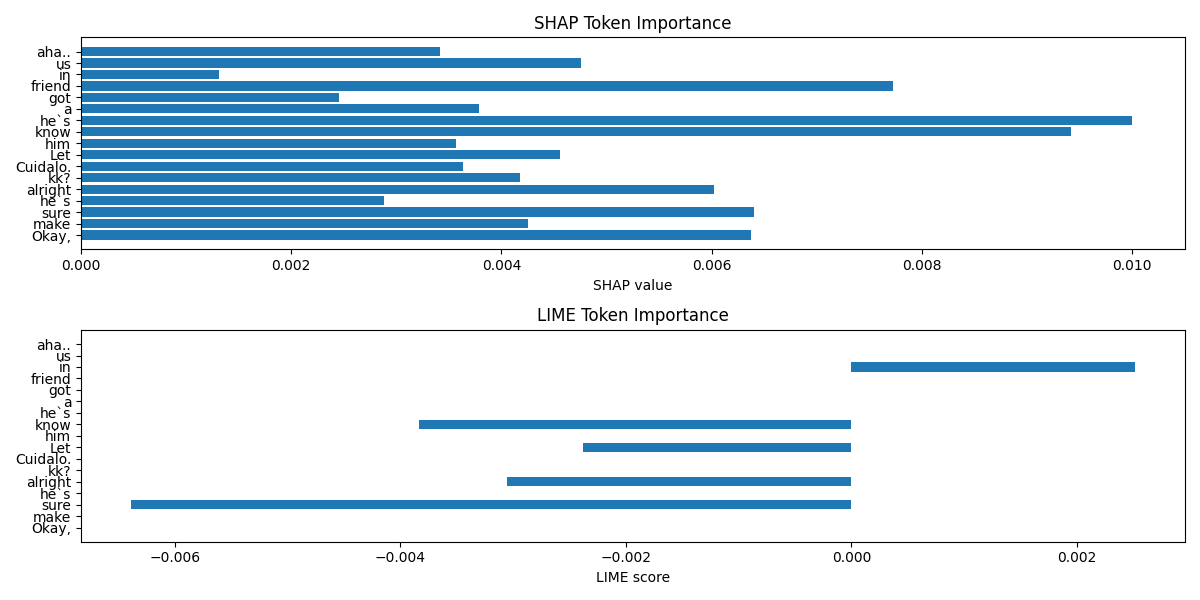 SHAP Token Importance
aha..
us
in
friend
got
a
he`s
know
him
Let
Cuidalo.
kk?
alright
he`s
sure
make
Okay,
0.000 0.002 0.004 0.006 0.008 0.010
SHAP value
LIME Token Importance
aha..
us
in
friend
got
a
he`s
know
him
Let
Cuidalo.
kk?
alright
he`s
sure
make
Okay,
−0.006 −0.004 −0.002 0.000 0.002
LIME score